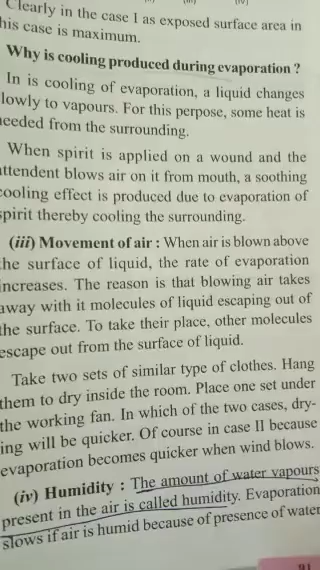 (iii) (iv)
Clearly in the case I as exposed surface area in
his case is maximum.
Why is cooling produced during evaporation ?
In is cooling of evaporation, a liquid changes
lowly to vapours. For this perpose, some heat is
eeded from the surrounding.
When spirit is applied on a wound and the
ttendent blows air on it from mouth, a soothing
cooling effect is produced due to evaporation of
spirit thereby cooling the surrounding.
(iii) Movement of air : When air is blown above
he surface of liquid, the rate of evaporation
increases. The reason is that blowing air takes
away with it molecules of liquid escaping out of
the surface. To take their place, other molecules
escape out from the surface of liquid.
Take two sets of similar type of clothes. Hang
them to dry inside the room. Place one set under
the working fan. In which of the two cases, dry-
ing will be quicker. Of course in case II because
evaporation becomes quicker when wind blows.
(iv) Humidity : The amount of water vapours
present in the air is called humidity. Evaporation
slows if air is humid because of presence of water
91